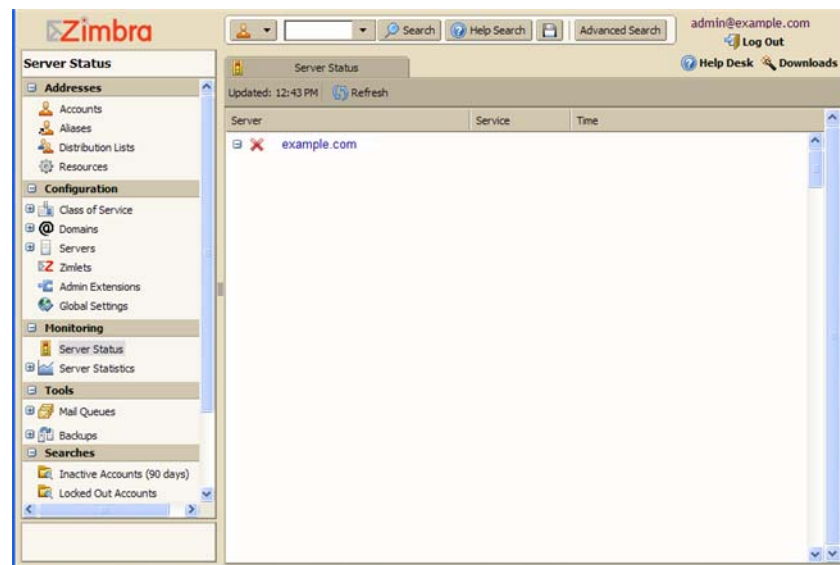 Zimbra
Search
Help Search
Advanced Search
admin@example.com
Log Out
Help Desk
Downloads
Server Status
Addresses
Accounts
Aliases
Distribution Lists
Resources
Configuration
Class of Service
Domains
Servers
Zimlets
Admin Extensions
Global Settings
Monitoring
Server Status
Server Statistics
Tools
Mail Queues
Backups
Searches
Inactive Accounts (90 days)
Locked Out Accounts
Server Status
Updated: 12:43 PM Refresh
Server Service Time
example.com